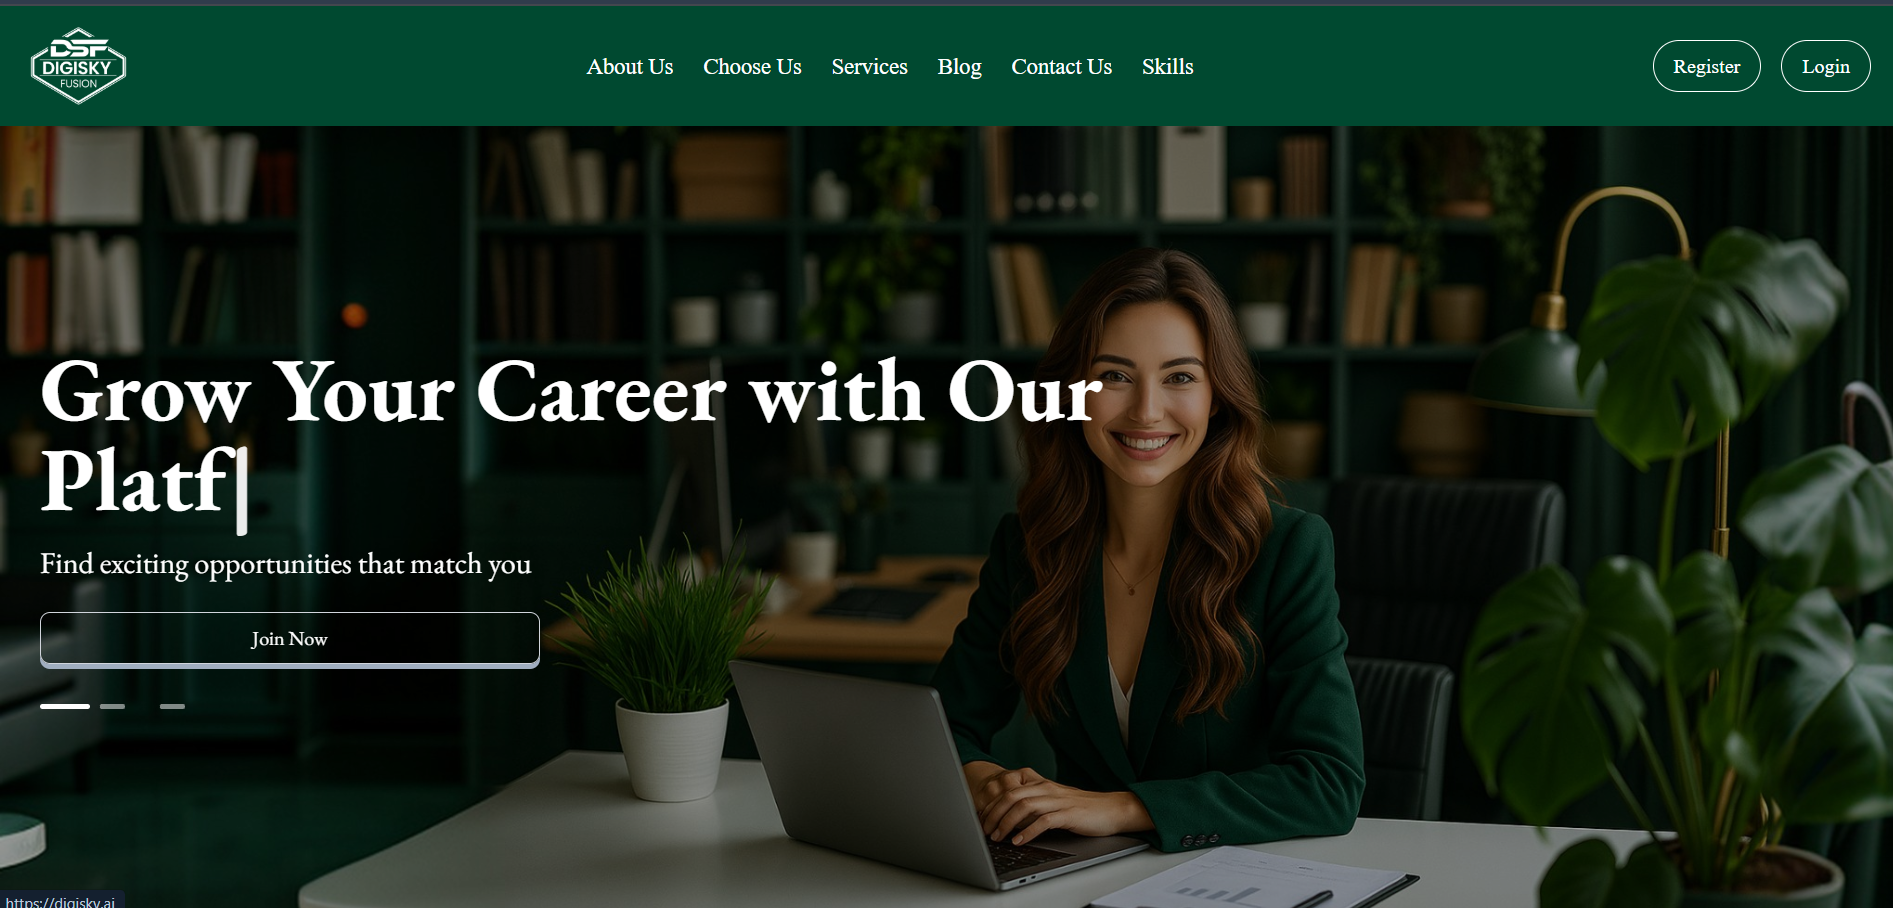 DSF
DIGISKY
FUSION
About Us
Choose Us
Services
Blog
Contact Us
Skills
Register
Login
Grow Your Career with Our
Platf
Find exciting opportunities that match you
Join Now
https://digisky.ai